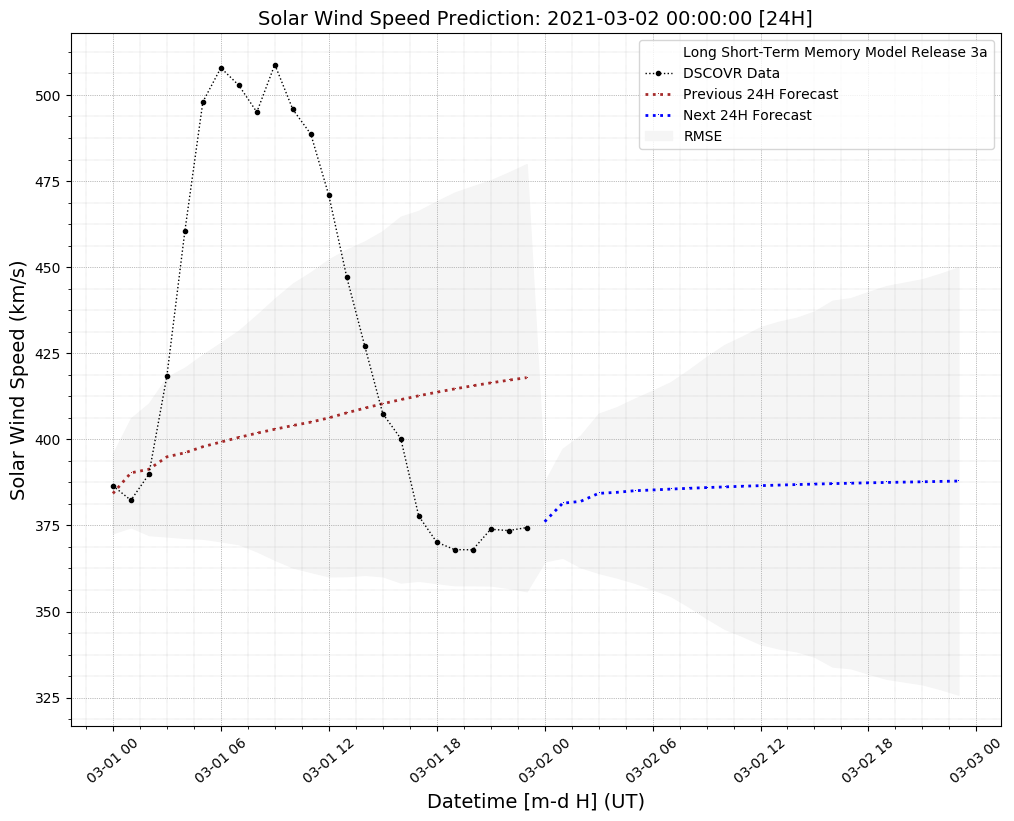 Solar Wind Speed Prediction: 2021-03-02 00:00:00 [24H]
Long Short-Term Memory Model Release 3a
DSCOVR Data
Previous 24H Forecast
Next 24H Forecast
RMSE
Solar Wind Speed (km/s)
500
475
450
425
400
375
350
325
03-01 00
03-01 06
03-01 12
03-01 18
03-02 00
03-02 06
03-02 12
03-02 18
03-03 00
Datetime [m-d H] (UT)